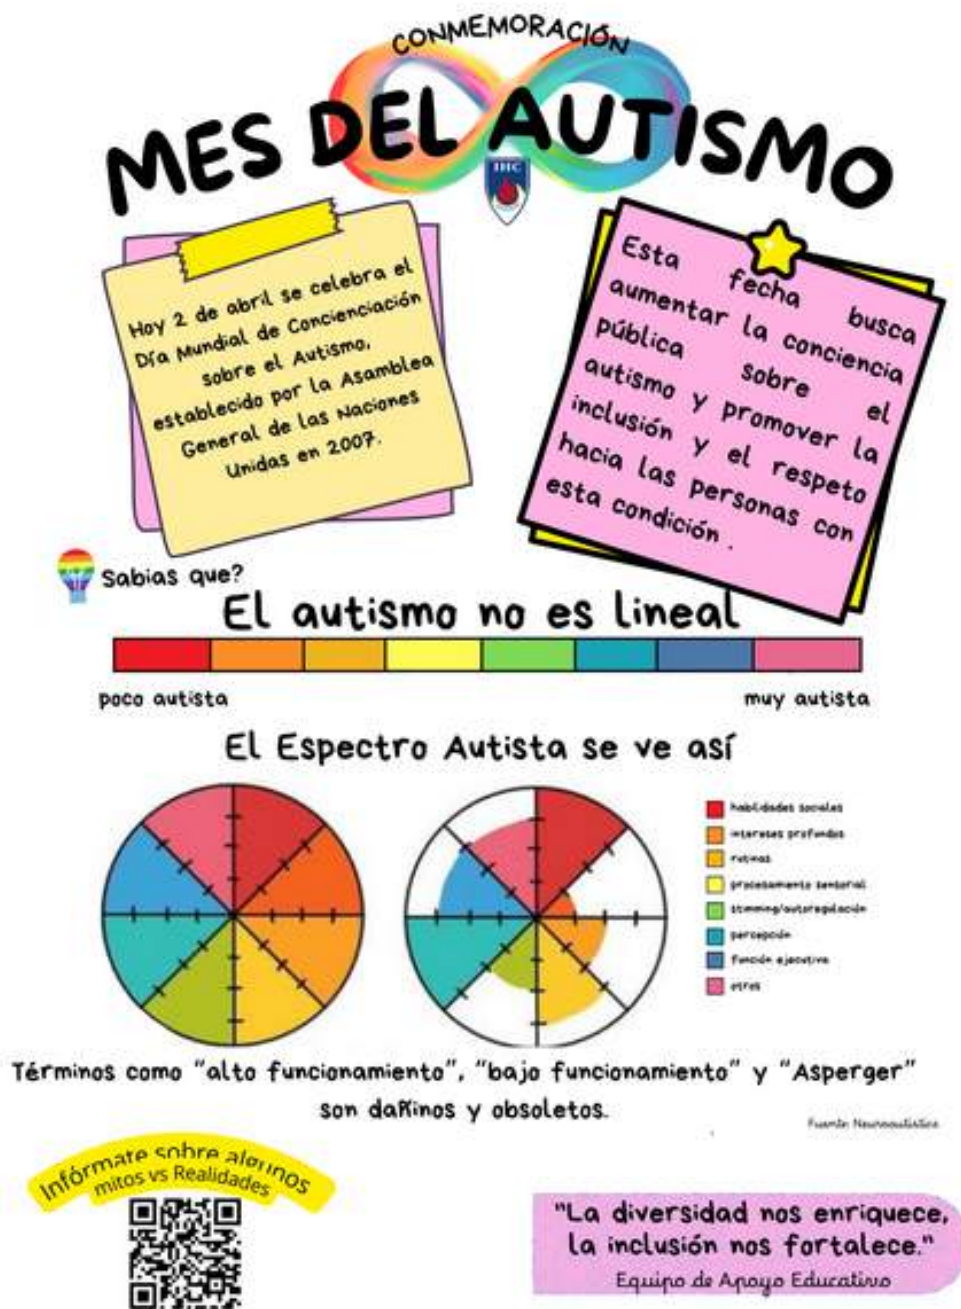 CONMEMORACIÓN
MES DEL AUTISMO
IHG
Hoy 2 de abril se celebra el
Día Mundial de Concienciación
sobre el Autismo,
establecido por la Asamblea
General de las Naciones
Unidas en 2007.
Esta fecha busca
aumentar la conciencia
pública sobre el
autismo y promover la
inclusión y el respeto
hacia las personas con
esta condición .
Sabias que?
El autismo no es lineal
poco autista
muy autista
El Espectro Autista se ve así
habilidades sociales
intereses profundos
rutinas
procesamiento sensorial
stimming/autoregulación
percepción
función ejecutiva
otros
Términos como "alto funcionamiento", "bajo funcionamiento" y "Asperger"
son dañinos y obsoletos.
Fuente: Neuroautistica
Infórmate sobre algunos
mitos vs Realidades
"La diversidad nos enriquece,
la inclusión nos fortalece."
Equipo de Apoyo Educativo